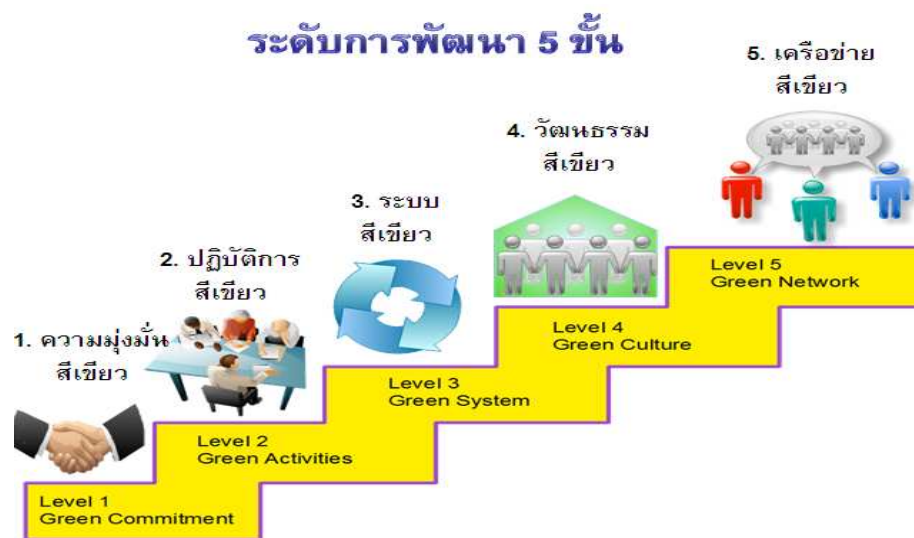 ระดับการพัฒนา 5 ขั้น
1. ความมุ่งมั่น
สีเขียว
2. ปฏิบัติการ
สีเขียว
3. ระบบ
สีเขียว
4. วัฒนธรรม
สีเขียว
5. เครือข่าย
สีเขียว
Level 1
Green Commitment
Level 2
Green Activities
Level 3
Green System
Level 4
Green Culture
Level 5
Green Network